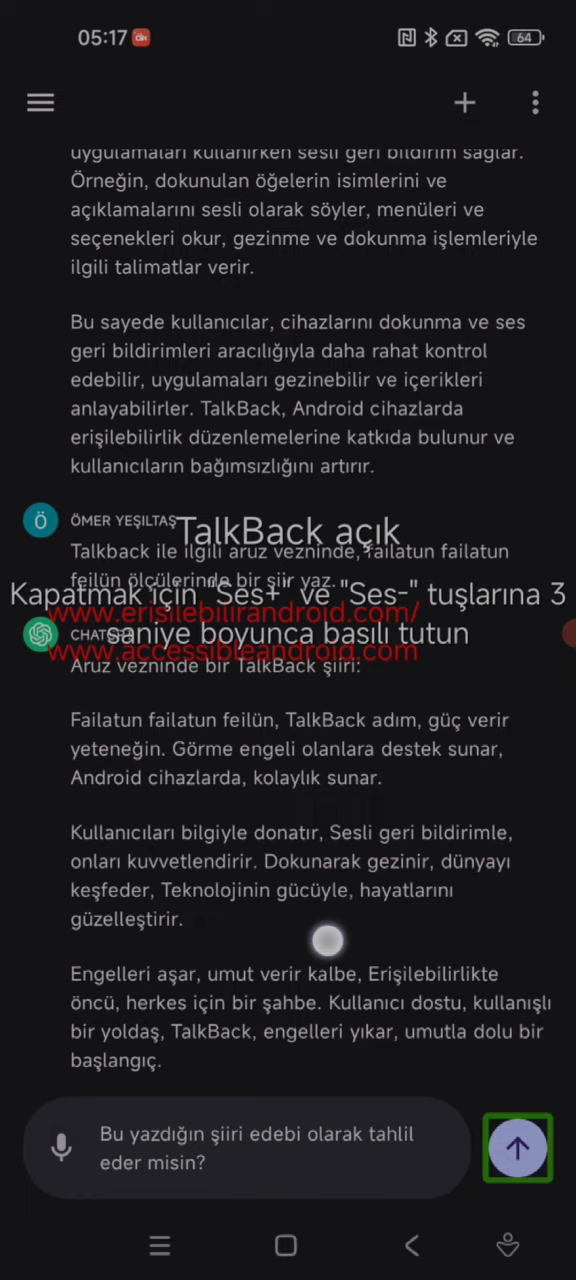 05:17
64
uygulamaları kullanırken sesli geri bildirim sağlar.
Örneğin, dokunulan öğelerin isimlerini ve
açıklamalarını sesli olarak söyler, menüleri ve
seçenekleri okur, gezinme ve dokunma işlemleriyle
ilgili talimatlar verir.
Bu sayede kullanıcılar, cihazlarını dokunma ve ses
geri bildirimleri aracılığıyla daha rahat kontrol
edebilir, uygulamaları gezinebilir ve içerikleri
anlayabilirler. TalkBack, Android cihazlarda
erişilebilirlik düzenlemelerine katkıda bulunur ve
kullanıcıların bağımsızlığını artırır.
Ö
ÖMER YEŞİLTAŞ
TalkBack açık
Talkback ile ilgili aruz vezninde, failatun failatun
feilün ölçülerinde bir şiir yaz.
Kapatmak için "Ses+" ve "Ses-" tuşlarına 3
www.erisilebilirandroid.com/
saniye boyunca basılı tutun
www.accessibleandroid.com
Aruz vezninde bir TalkBack şiiri:
Failatun failatun feilün, TalkBack adım, güç verir
yeteneğin. Görme engeli olanlara destek sunar,
Android cihazlarda, kolaylık sunar.
Kullanıcıları bilgiyle donatır, Sesli geri bildirimle,
onları kuvvetlendirir. Dokunarak gezinir, dünyayı
keşfeder, Teknolojinin gücüyle, hayatlarını
güzelleştirir.
Engelleri aşar, umut verir kalbe, Erişilebilirlikte
öncü, herkes için bir şahbe. Kullanıcı dostu, kullanışlı
bir yoldaş, TalkBack, engelleri yıkar, umutla dolu bir
başlangıç.
Bu yazdığın şiiri edebi olarak tahlil
eder misin?